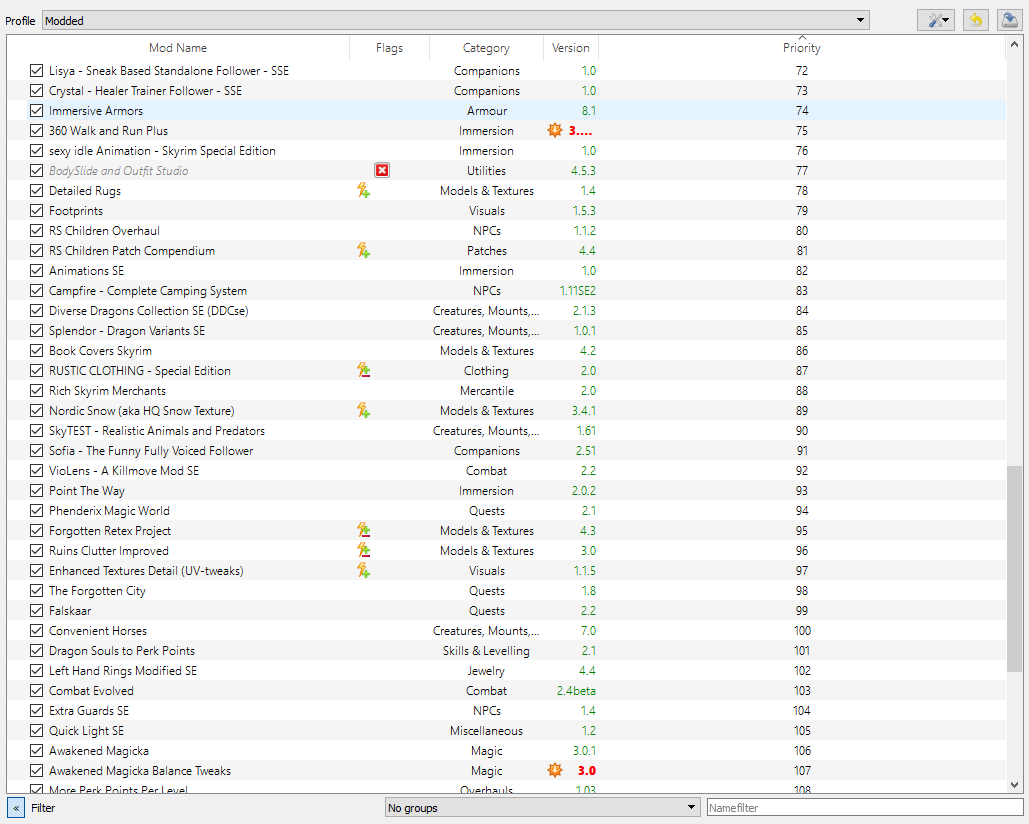 Profile Modded
Mod Name Flags Category Version Priority
Lisya - Sneak Based Standalone Follower - SSE Companions 1.0 72
Crystal - Healer Trainer Follower - SSE Companions 1.0 73
Immersive Armors Armour 8.1 74
360 Walk and Run Plus Immersion 3.... 75
sexy idle Animation - Skyrim Special Edition Immersion 1.0 76
BodySlide and Outfit Studio Utilities 4.5.3 77
Detailed Rugs Models & Textures 1.4 78
Footprints Visuals 1.5.3 79
RS Children Overhaul NPCs 1.1.2 80
RS Children Patch Compendium Patches 4.4 81
Animations SE Immersion 1.0 82
Campfire - Complete Camping System NPCs 1.11SE2 83
Diverse Dragons Collection SE (DDCse) Creatures, Mounts,... 2.1.3 84
Splendor - Dragon Variants SE Creatures, Mounts,... 1.0.1 85
Book Covers Skyrim Models & Textures 4.2 86
RUSTIC CLOTHING - Special Edition Clothing 2.0 87
Rich Skyrim Merchants Mercantile 2.0 88
Nordic Snow (aka HQ Snow Texture) Models & Textures 3.4.1 89
SkyTEST - Realistic Animals and Predators Creatures, Mounts,... 1.61 90
Sofia - The Funny Fully Voiced Follower Companions 2.51 91
VioLens - A Killmove Mod SE Combat 2.2 92
Point The Way Immersion 2.0.2 93
Phenderix Magic World Quests 2.1 94
Forgotten Retex Project Models & Textures 4.3 95
Ruins Clutter Improved Models & Textures 3.0 96
Enhanced Textures Detail (UV-tweaks) Visuals 1.1.5 97
The Forgotten City Quests 1.8 98
Falskaar Quests 2.2 99
Convenient Horses Creatures, Mounts,... 7.0 100
Dragon Souls to Perk Points Skills & Levelling 2.1 101
Left Hand Rings Modified SE Jewelry 4.4 102
Combat Evolved Combat 2.4beta 103
Extra Guards SE NPCs 1.4 104
Quick Light SE Miscellaneous 1.2 105
Awakened Magicka Magic 3.0.1 106
Awakened Magicka Balance Tweaks Magic 3.0 107
More Perk Points Per Level Overhauls 1.03 108
« Filter No groups Namefilter